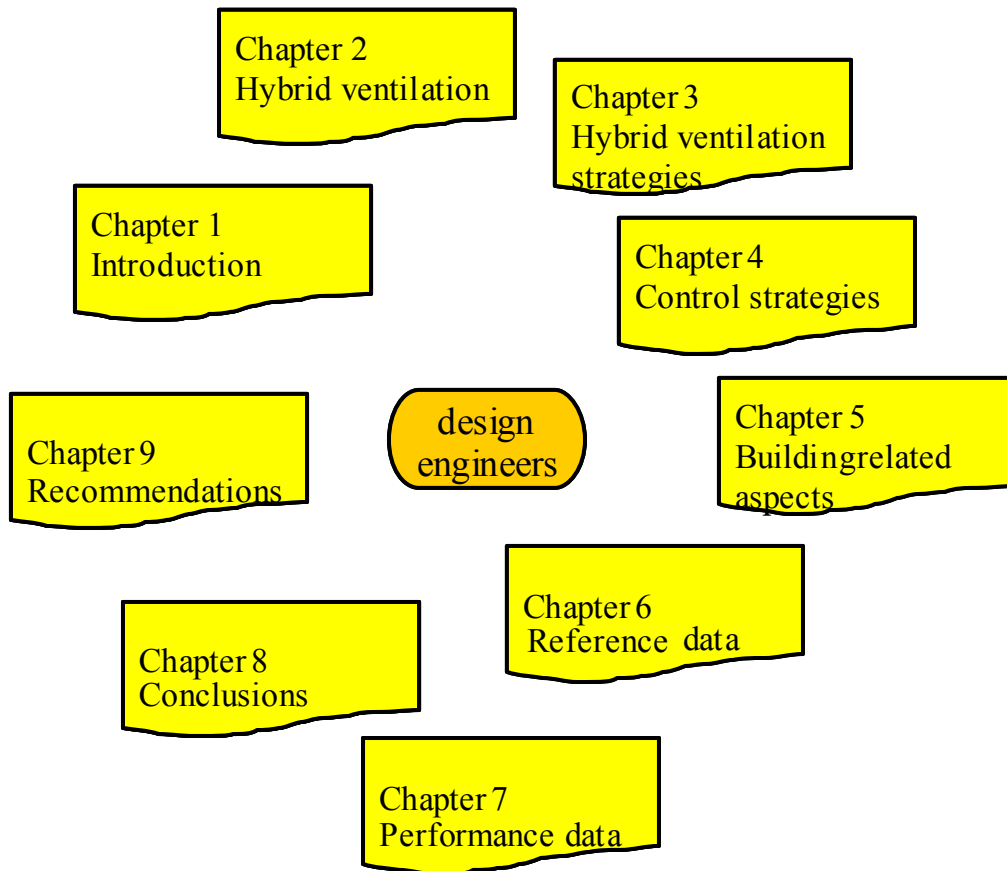 Chapter 1
Introduction
Chapter 2
Hybrid ventilation
Chapter 3
Hybrid ventilation
strategies
Chapter 4
Control strategies
Chapter 5
Buildingrelated
aspects
Chapter 6
Reference data
Chapter 7
Performance data
Chapter 8
Conclusions
Chapter 9
Recommendations
design
engineers